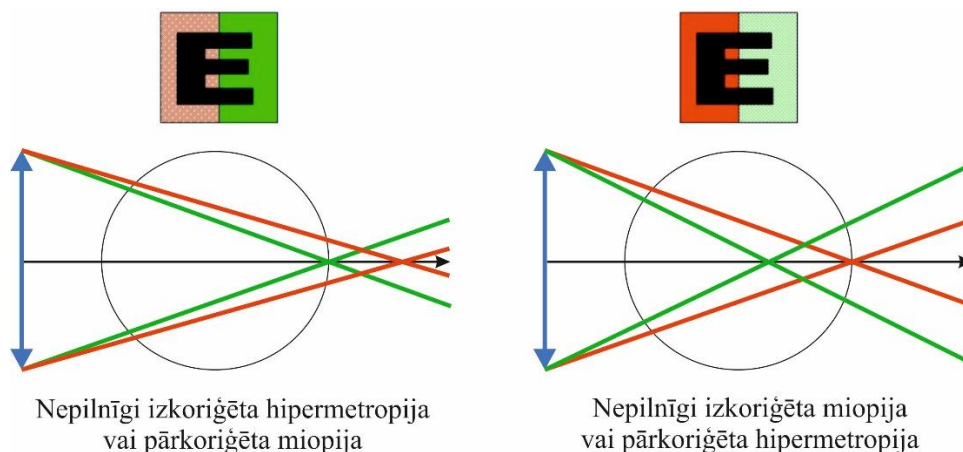 E
E
Nepilnīgi izkoriģēta hipermetropija
vai pārkoriģēta miopija
Nepilnīgi izkoriģēta miopija
vai pārkoriģēta hipermetropija